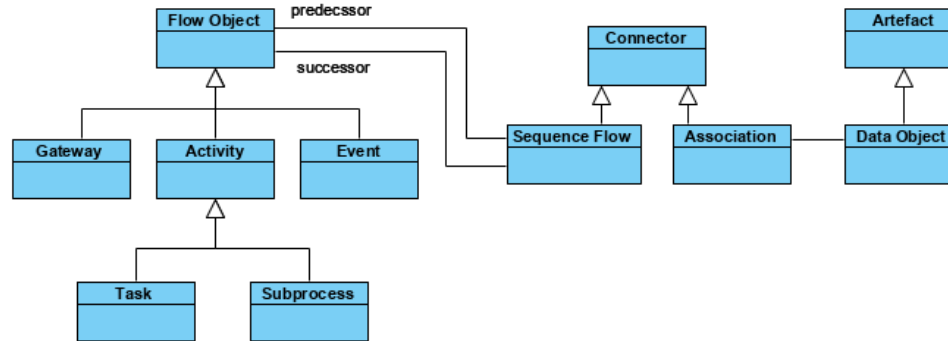 Flow Object
predecssor
successor
Connector
Artefact
Gateway
Activity
Event
Sequence Flow
Association
Data Object
Task
Subprocess